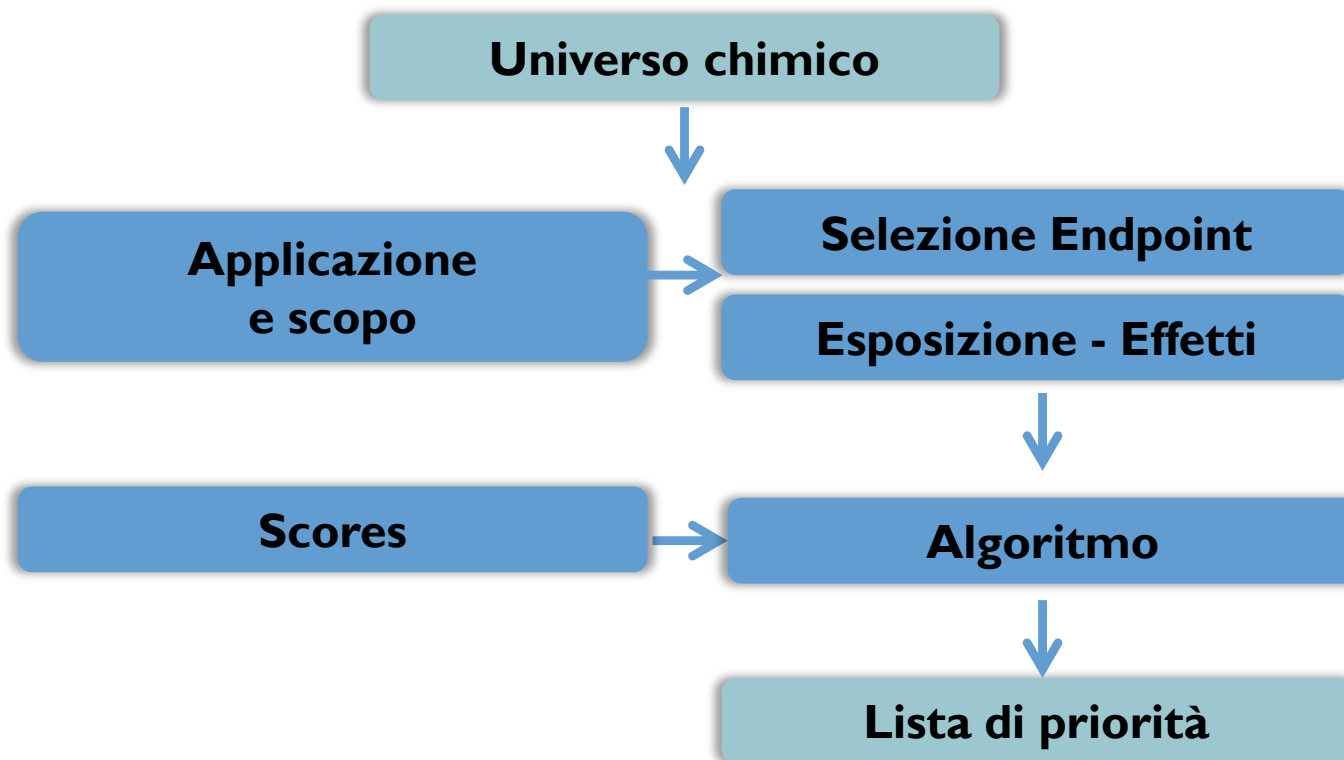 Universo chimico
Applicazione
e scopo
Selezione Endpoint
Esposizione - Effetti
Scores
Algoritmo
Lista di priorità